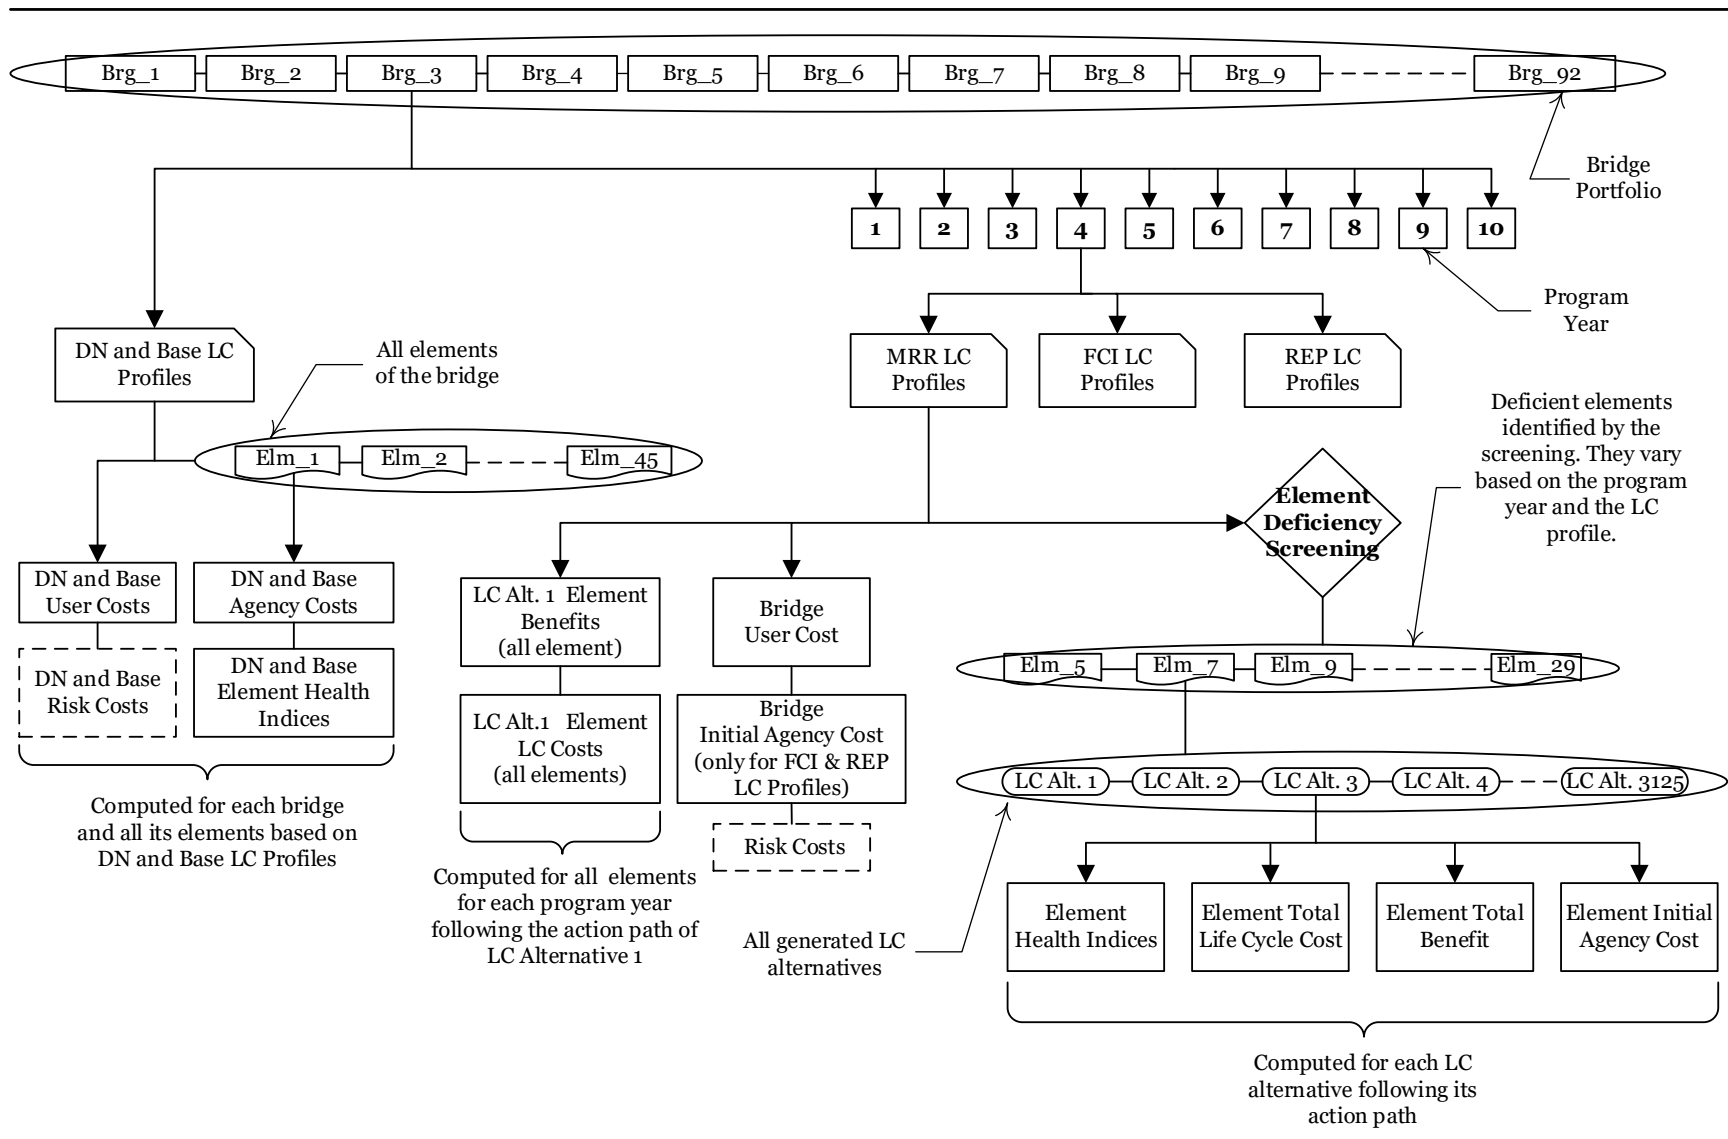 Brg_1
Brg_2
Brg_3
Brg_4
Brg_5
Brg_6
Brg_7
Brg_8
Brg_9
Brg_92
Bridge
Portfolio
1
2
3
4
5
6
7
8
9
10
Program
Year
DN and Base LC
Profiles
All elements
of the bridge
MRR LC
Profiles
FCI LC
Profiles
REP LC
Profiles
Deficient elements
identified by the
screening. They vary
based on the program
year and the LC
profile.
Elm_1
Elm_2
Elm_45
Element
Deficiency
Screening
DN and Base
User Costs
DN and Base
Agency Costs
LC Alt. 1 Element
Benefits
(all element)
Bridge
User Cost
DN and Base
Risk Costs
DN and Base
Element Health
Indices
LC Alt.1 Element
LC Costs
(all elements)
Bridge
Initial Agency Cost
(only for FCI & REP
LC Profiles)
Risk Costs
Elm_5
Elm_7
Elm_9
Elm_29
LC Alt. 1
LC Alt. 2
LC Alt. 3
LC Alt. 4
LC Alt. 3125
Computed for each bridge
and all its elements based on
DN and Base LC Profiles
Computed for all elements
for each program year
following the action path of
LC Alternative 1
All generated LC
alternatives
Element
Health Indices
Element Total
Life Cycle Cost
Element Total
Benefit
Element Initial
Agency Cost
Computed for each LC
alternative following its
action path